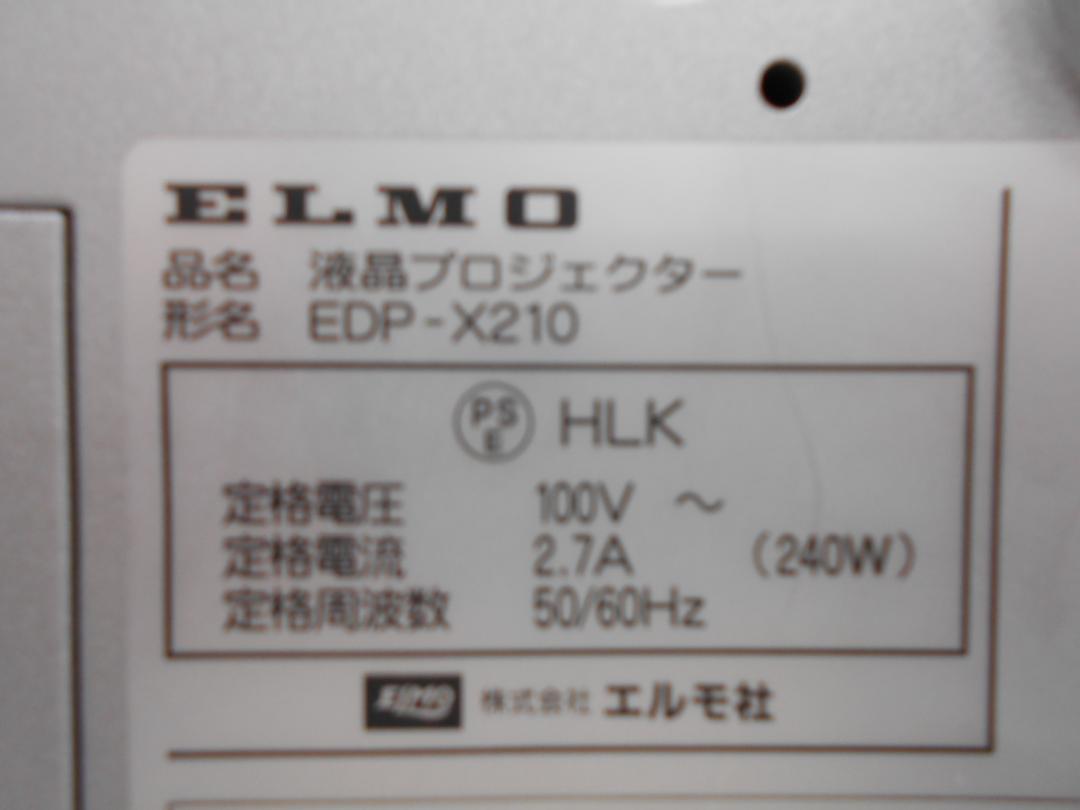 ELMO
品名 液晶プロジェクター
形名 EDP-X210
PSE HLK
定格電圧 100V ～
定格電流 2.7A (240W)
定格周波数 50/60Hz
ELMO 株式会社 エルモ社